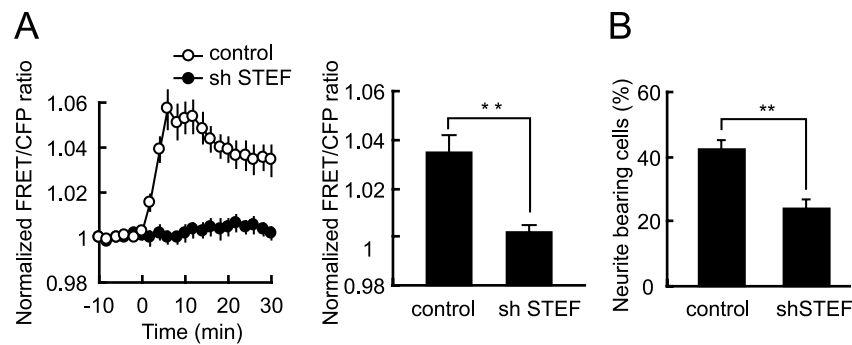 A
control
sh STEF
Normalized FRET/CFP ratio
1.06
1.04
1.02
1
0.98
-10
0
10
20
30
Time (min)
Normalized FRET/CFP ratio
1.06
1.04
1.02
1
0.98
* *
control
sh STEF
B
Neurite bearing cells (%)
60
40
20
0
**
control
shSTEF